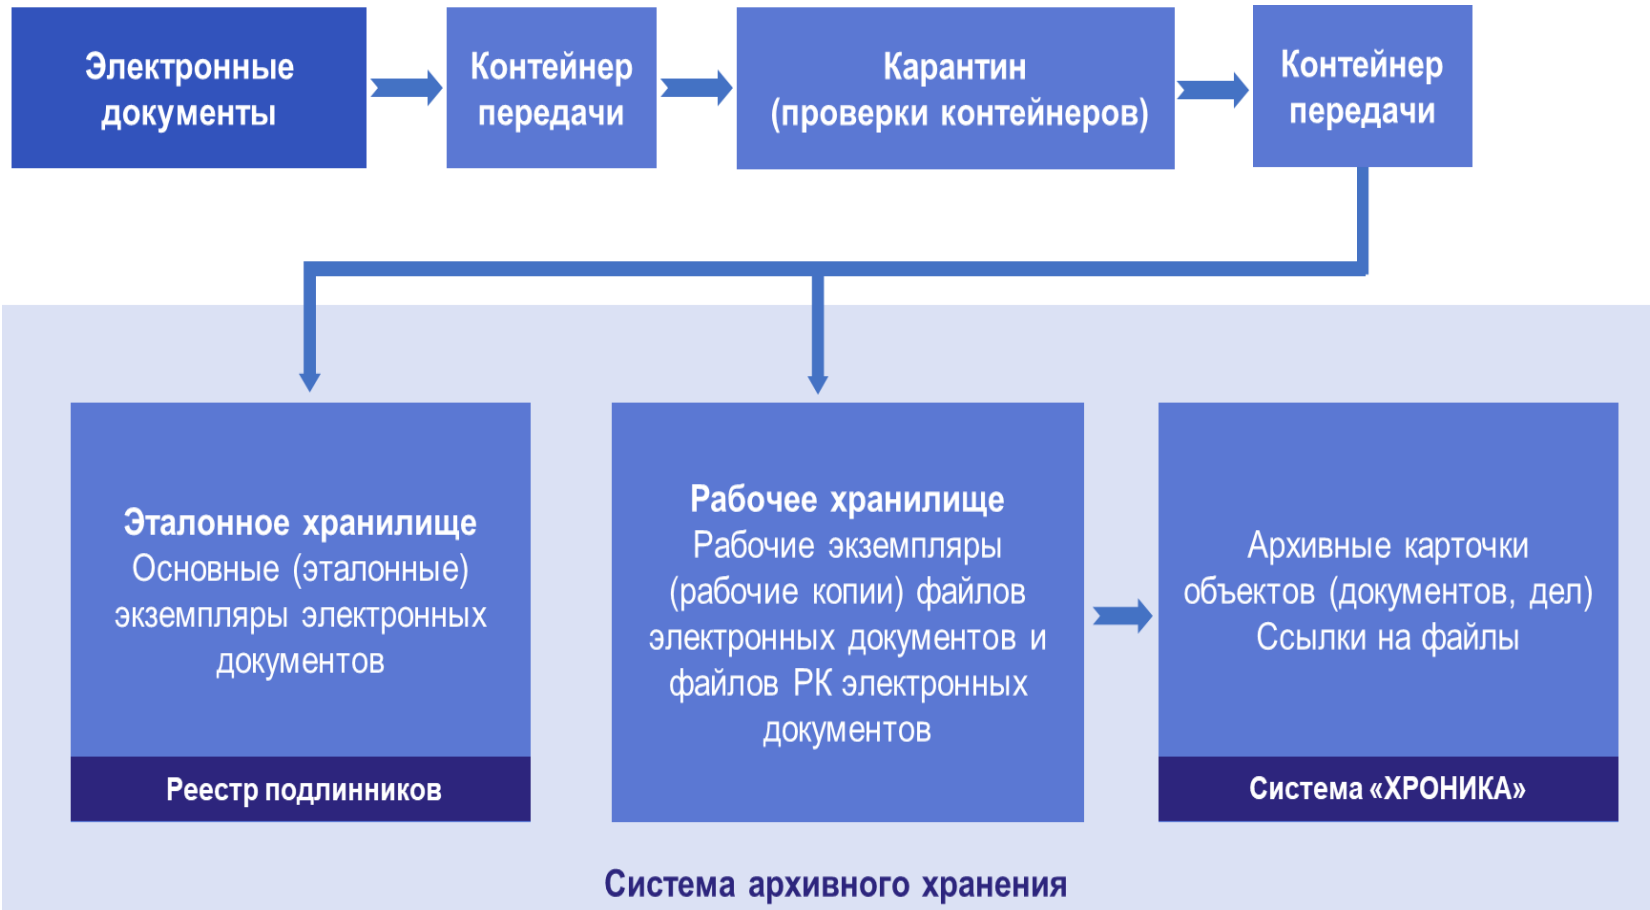 Электронные
документы
Контейнер
передачи
Карантин
(проверки контейнеров)
Контейнер
передачи
Эталонное хранилище
Основные (эталонные)
экземпляры электронных
документов
Реестр подлинников
Рабочее хранилище
Рабочие экземпляры
(рабочие копии) файлов
электронных документов и
файлов РК электронных
документов
Архивные карточки
объектов (документов, дел)
Ссылки на файлы
Система «ХРОНИКА»
Система архивного хранения